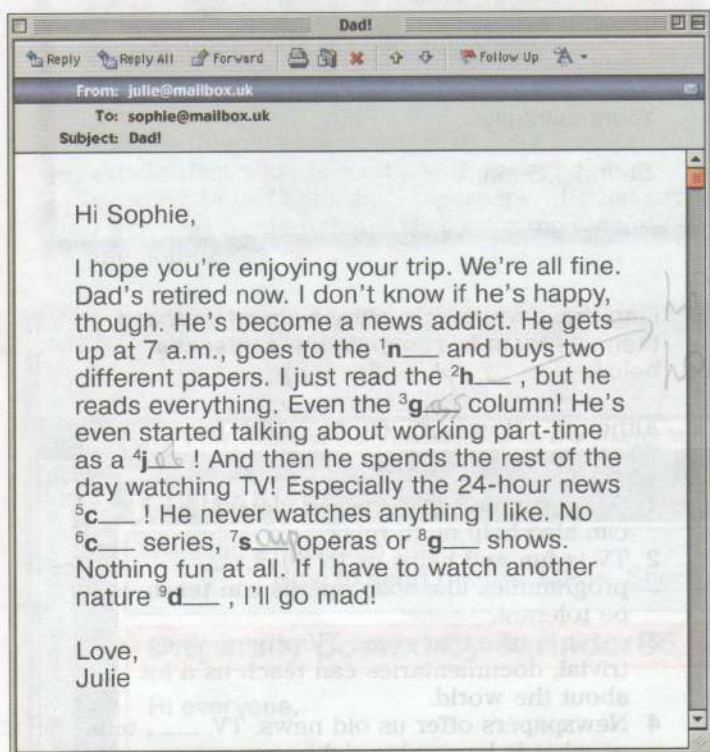 Dad!
Reply Reply All Forward Follow Up
From: julie@mailbox.uk
To: sophie@mailbox.uk
Subject: Dad!
Hi Sophie,
I hope you're enjoying your trip. We're all fine.
Dad's retired now. I don't know if he's happy,
though. He's become a news addict. He gets
up at 7a.m., goes to the ¹n___ and buys two
different papers. I just read the ²h___ , but he
reads everything. Even the ³g___ column! He's
even started talking about working part-time
as a ⁴job ! And then he spends the rest of the
day watching TV! Especially the 24-hour news
⁵c___ ! He never watches anything I like. No
⁶c___ series, ⁷soup operas or ⁸g___ shows.
Nothing fun at all. If I have to watch another
nature ⁹d___ , I'll go mad!
Love,
Julie